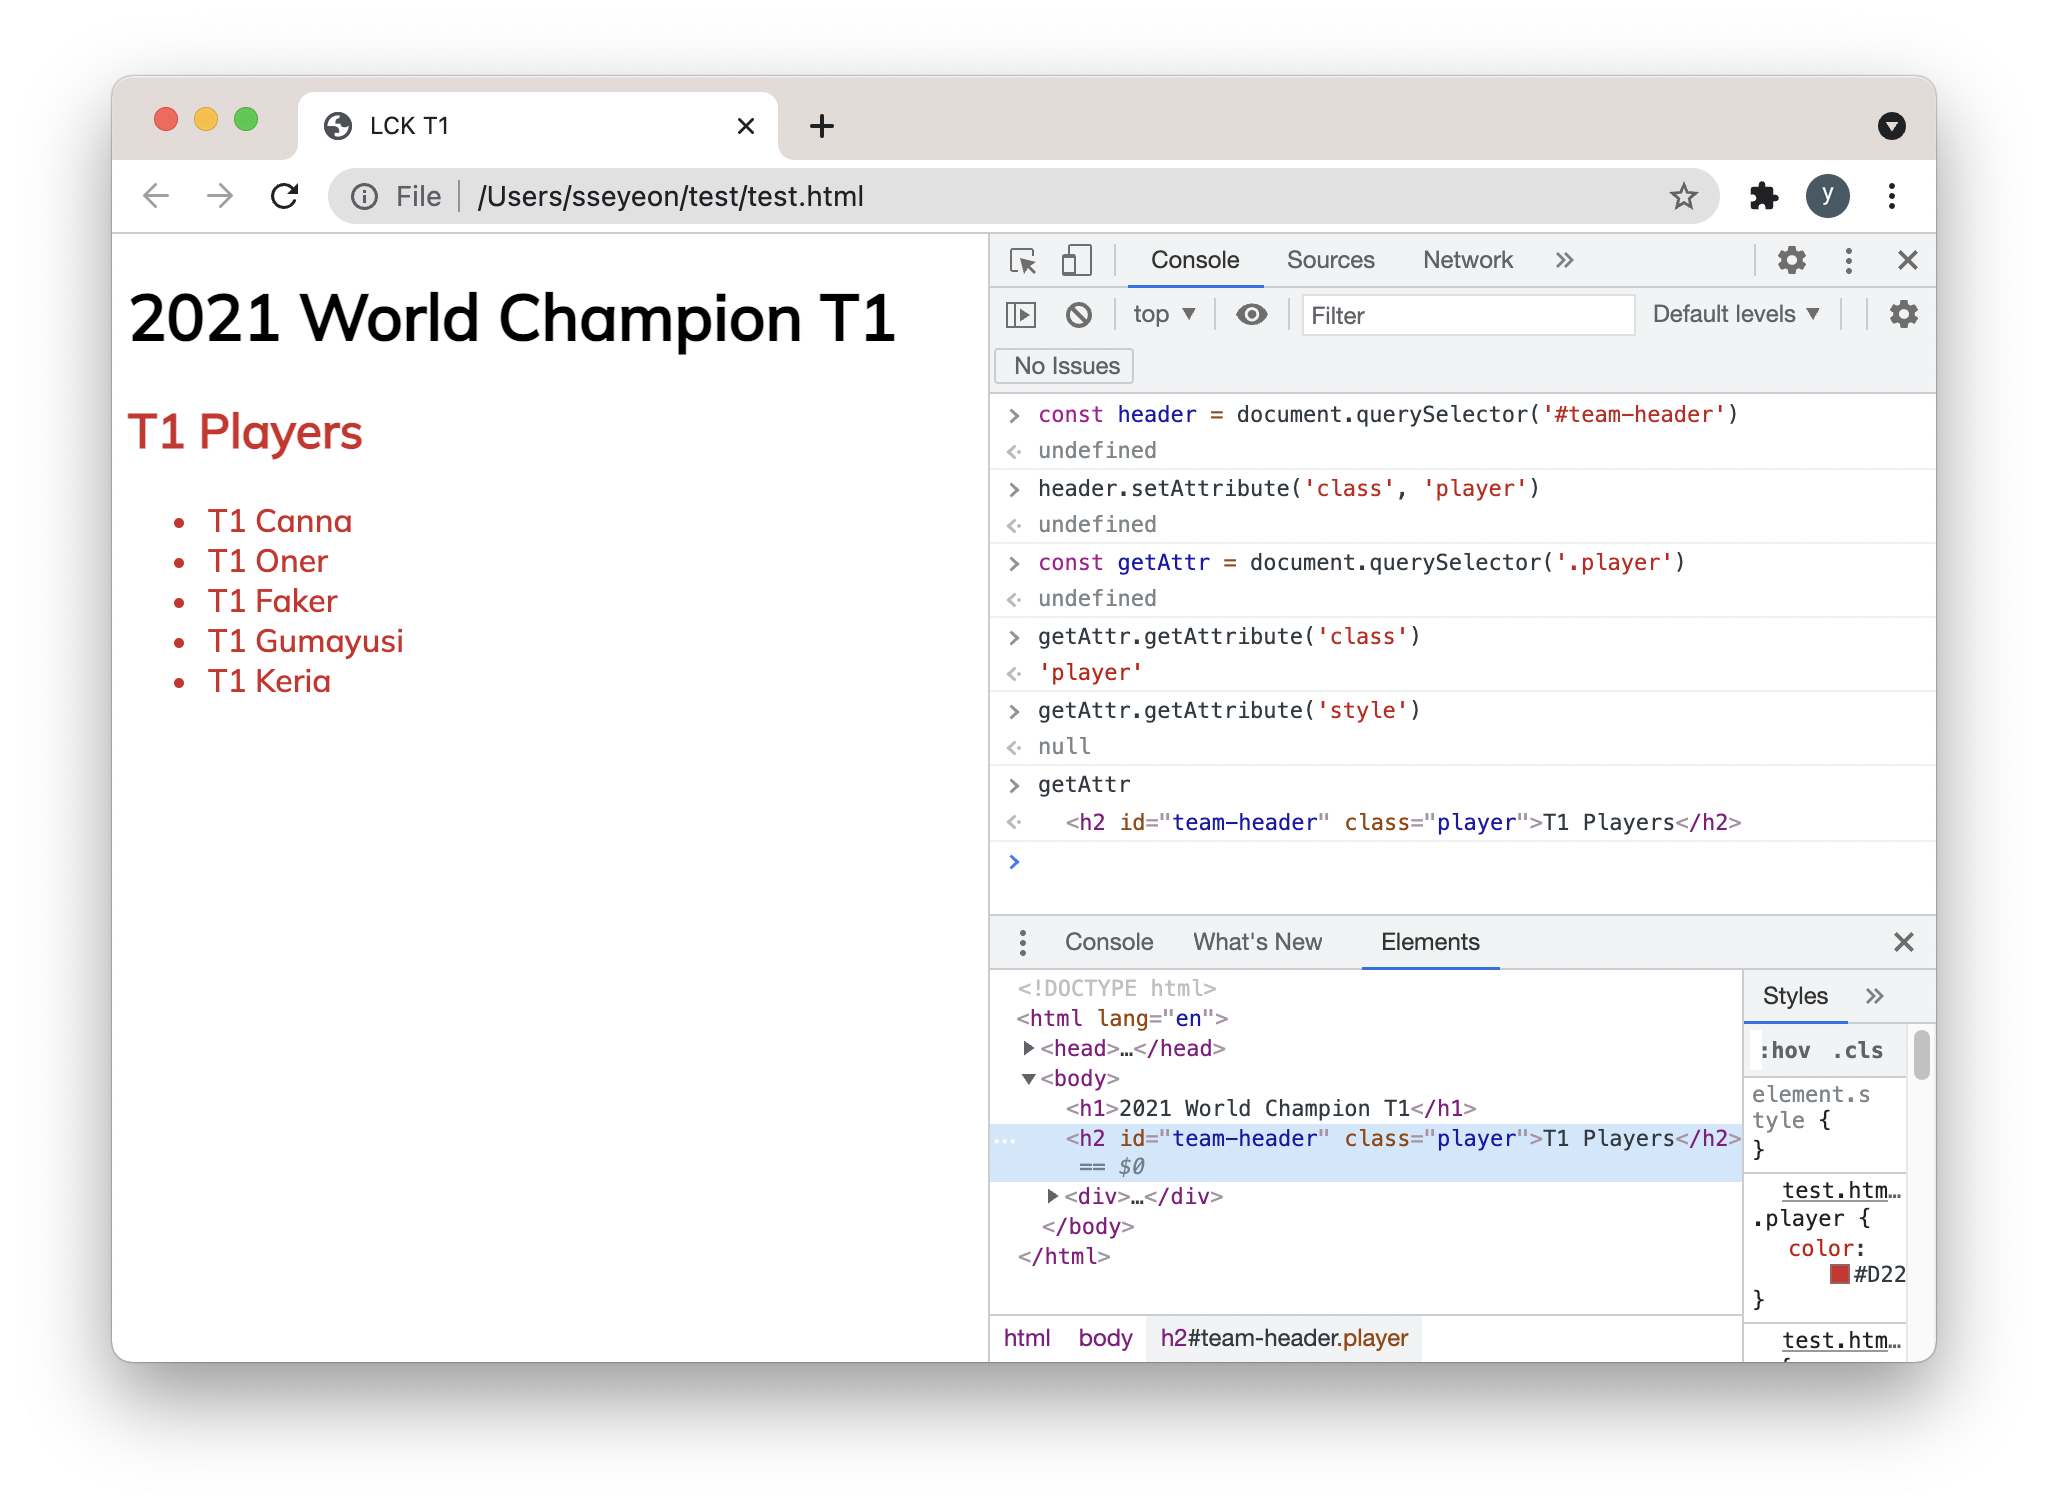 LCK T1
File /Users/sseyeon/test/test.html
y
2021 World Champion T1
T1 Players
T1 Canna
T1 Oner
T1 Faker
T1 Gumayusi
T1 Keria
Console Sources Network
top Filter Default levels
No Issues
const header = document.querySelector('#team-header')
undefined
header.setAttribute('class', 'player')
undefined
const getAttr = document.querySelector('.player')
undefined
getAttr.getAttribute('class')
'player'
getAttr.getAttribute('style')
null
getAttr
<h2 id="team-header" class="player">T1 Players</h2>
Console What's New Elements
<!DOCTYPE html>
<html lang="en">
<head>…</head>
<body>
<h1>2021 World Champion T1</h1>
<h2 id="team-header" class="player">T1 Players</h2>
== $0
<div>…</div>
</body>
</html>
html body h2#team-header.player
Styles
:hov .cls
element.s
tyle {
}
test.htm…
.player {
color:
#D22
}
test.htm…